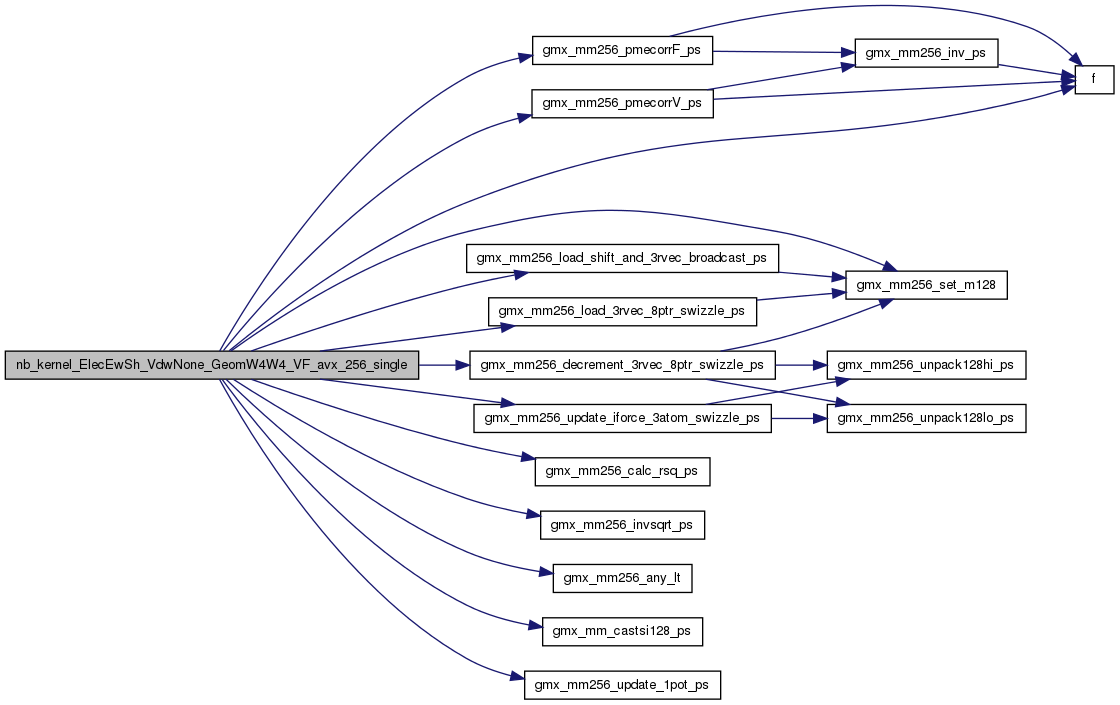 gmx_mm256_pmecorrF_ps
gmx_mm256_inv_ps
f
gmx_mm256_pmecorrV_ps
gmx_mm256_load_shift_and_3rvec_broadcast_ps
gmx_mm256_set_m128
gmx_mm256_load_3rvec_8ptr_swizzle_ps
nb_kernel_ElecEwSh_VdwNone_GeomW4W4_VF_avx_256_single
gmx_mm256_decrement_3rvec_8ptr_swizzle_ps
gmx_mm256_unpack128hi_ps
gmx_mm256_update_iforce_3atom_swizzle_ps
gmx_mm256_unpack128lo_ps
gmx_mm256_calc_rsq_ps
gmx_mm256_invsqrt_ps
gmx_mm256_any_lt
gmx_mm_castsi128_ps
gmx_mm256_update_1pot_ps